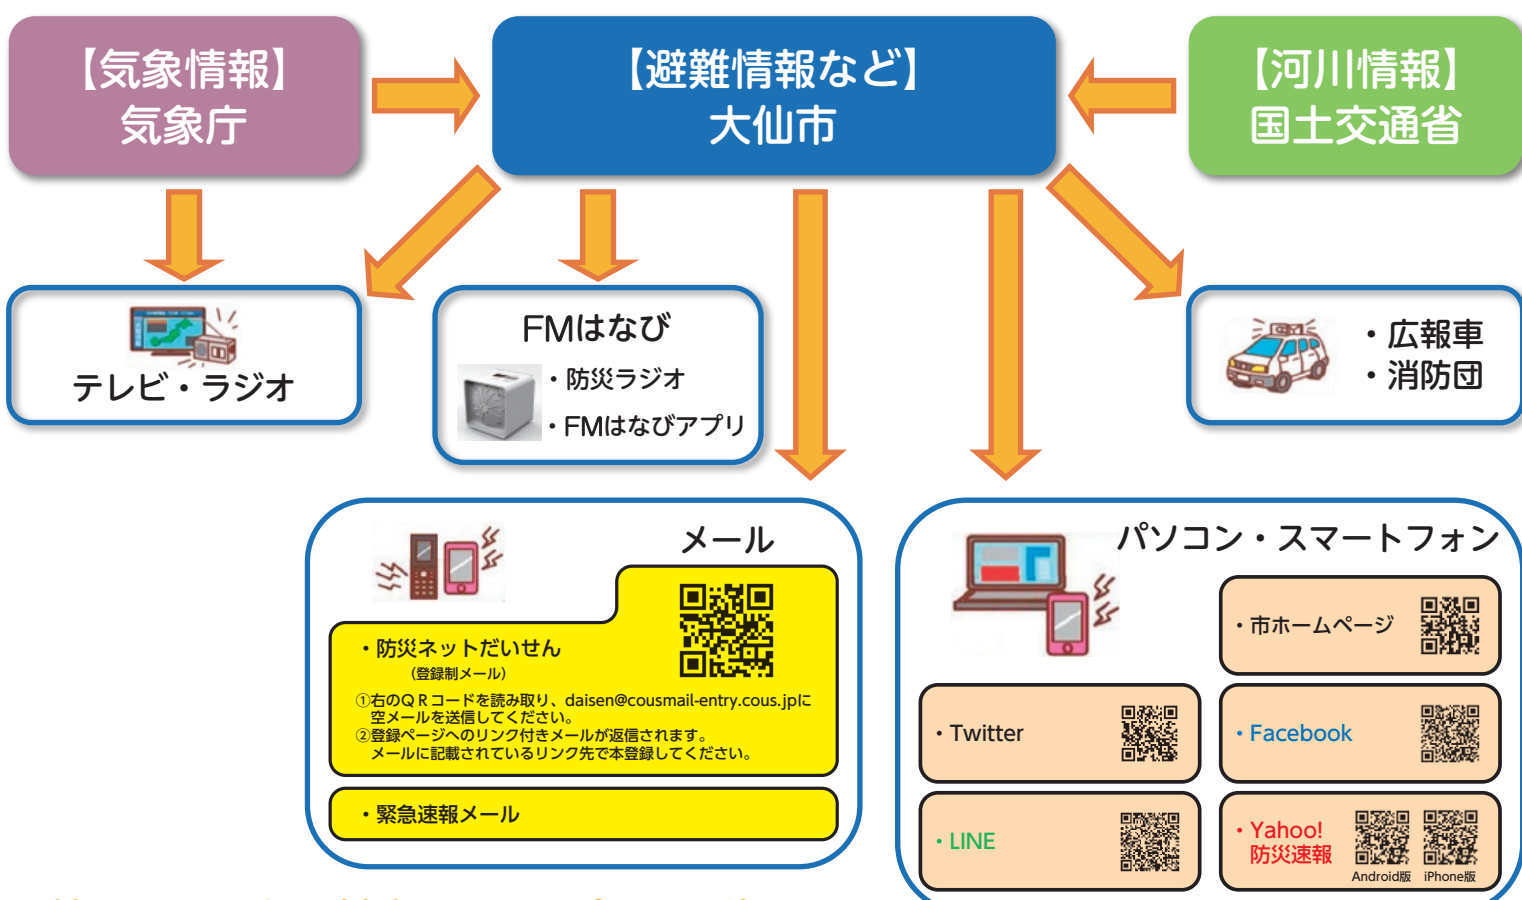 【気象情報】
気象庁
【避難情報など】
大仙市
【河川情報】
国土交通省
テレビ・ラジオ
FMはなび
・防災ラジオ
・FMはなびアプリ
・広報車
・消防団
メール
・防災ネットだいせん
（登録制メール）
①右のＱＲコードを読み取り、daisen@cousmail-entry.cous.jpに
空メールを送信してください。
②登録ページへのリンク付きメールが返信されます。
メールに記載されているリンク先で本登録してください。
・緊急速報メール
パソコン・スマートフォン
・市ホームページ
・Twitter
・Facebook
・LINE
・Yahoo!
防災速報
Android版
iPhone版